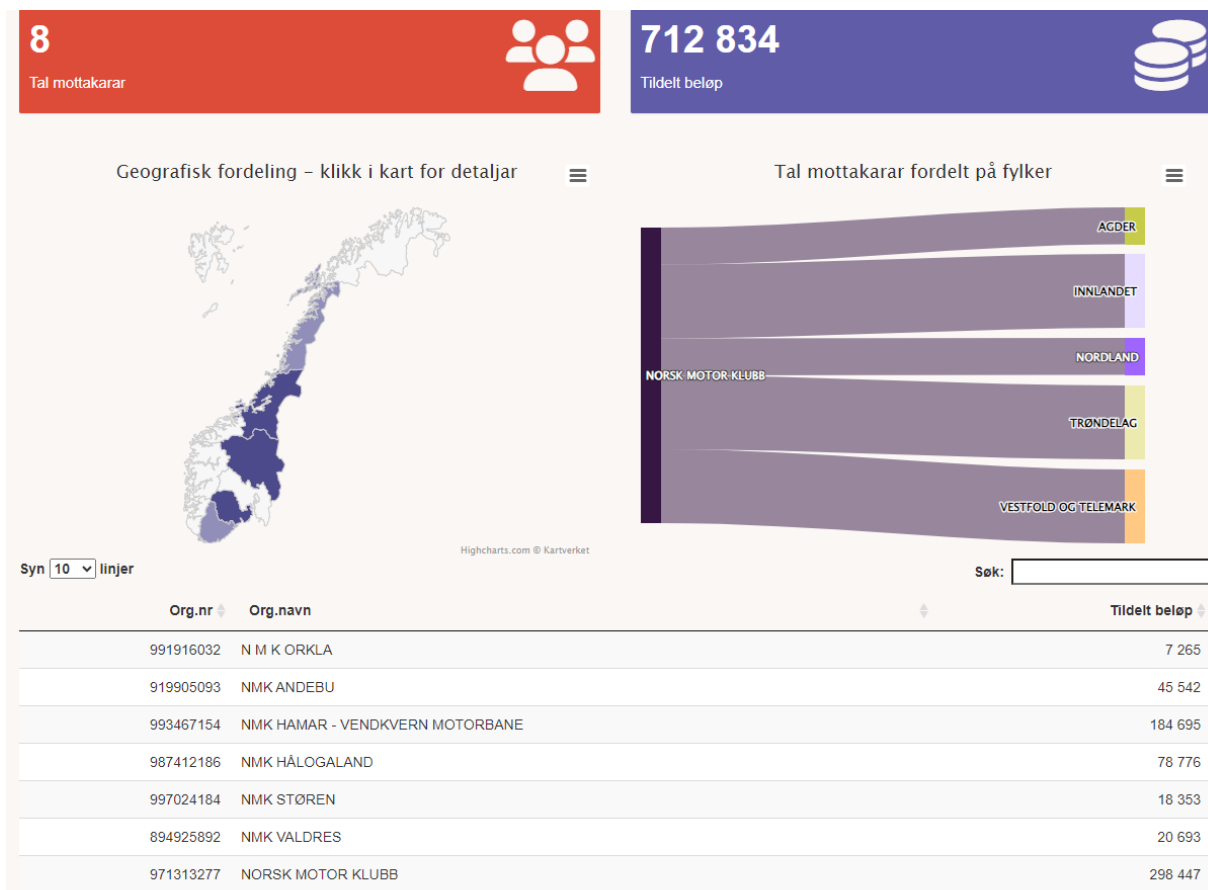 8
Tal mottakarar
712 834
Tildelt beløp
Geografisk fordeling - klikk i kart for detaljar
Highcharts.com © Kartverket
Tal mottakarar fordelt på fylker
NORSK MOTOR KLUBB
AGDER
INNLANDET
NORDLAND
TRØNDELAG
VESTFOLD OG TELEMARK
Syn 10 linjer
Søk:
Org.nr Org.navn Tildelt beløp
991916032 N M K ORKLA 7 265
919905093 NMK ANDEBU 45 542
993467154 NMK HAMAR - VENDKVERN MOTORBANE 184 695
987412186 NMK HÅLOGALAND 78 776
997024184 NMK STØREN 18 353
894925892 NMK VALDRES 20 693
971313277 NORSK MOTOR KLUBB 298 447